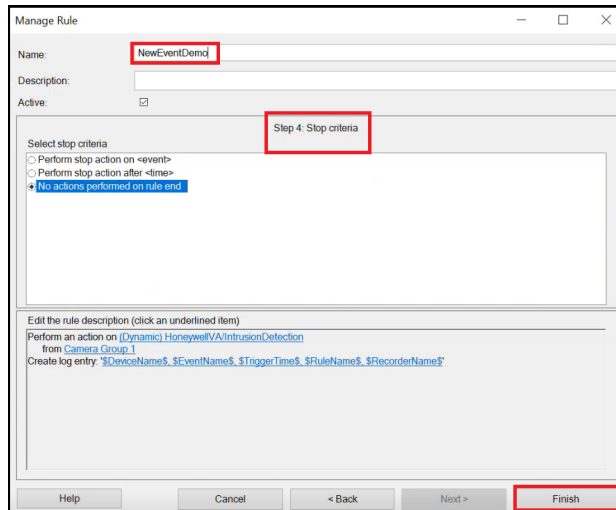 Manage Rule
Name: NewEventDemo
Description:
Active:
Step 4: Stop criteria
Select stop criteria
Perform stop action on <event>
Perform stop action after <time>
No actions performed on rule end
Edit the rule description (click an underlined item)
Perform an action on (Dynamic) HoneywellVA/IntrusionDetection
from Camera Group 1
Create log entry: '$DeviceName$, $EventName$, $TriggerTime$, $RuleName$, $RecorderName$'
Help Cancel < Back Next > Finish